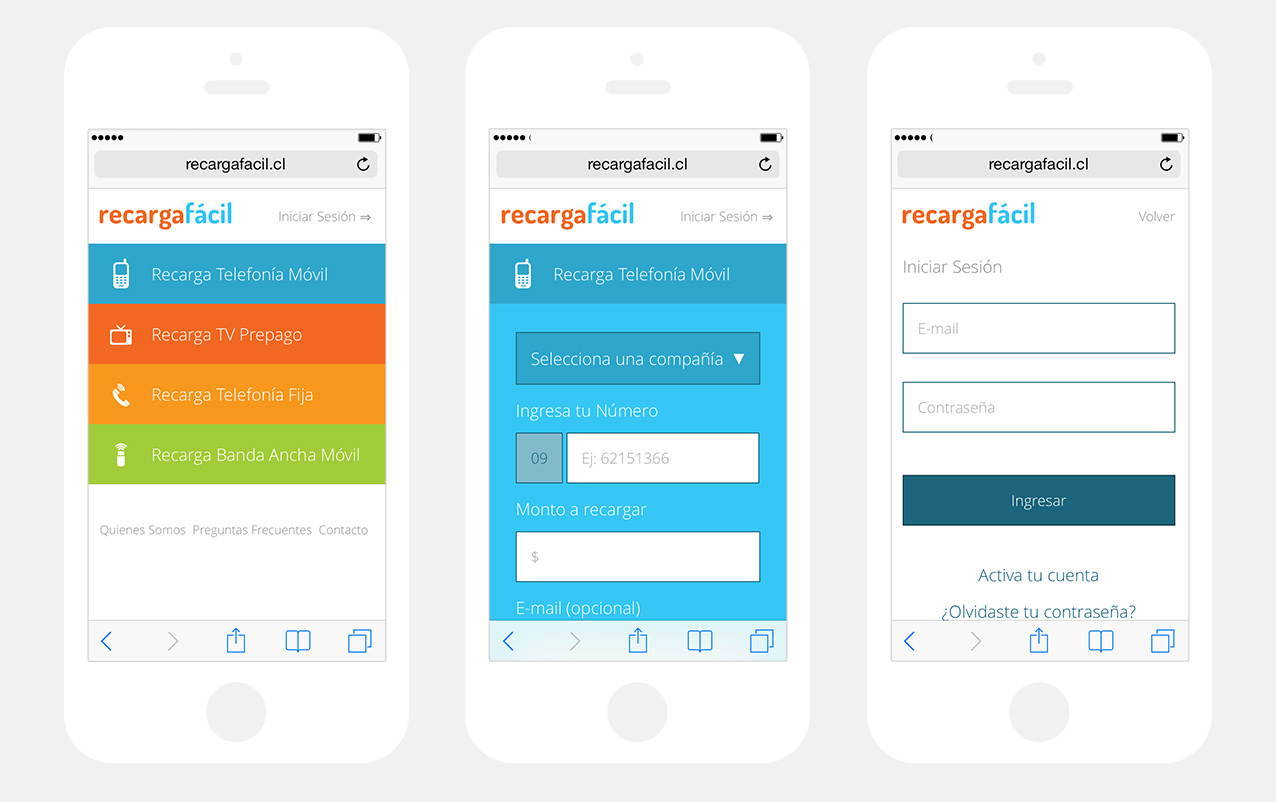 recargafacil.cl
recargafácil
Iniciar Sesión ⇒
Recarga Telefonía Móvil
Recarga TV Prepago
Recarga Telefonía Fija
Recarga Banda Ancha Móvil
Quienes Somos Preguntas Frecuentes Contacto
recargafacil.cl
recargafácil
Iniciar Sesión ⇒
Recarga Telefonía Móvil
Selecciona una compañía ▼
Ingresa tu Número
09 Ej: 62151366
Monto a recargar
$
E-mail (opcional)
recargafacil.cl
recargafácil
Volver
Iniciar Sesión
E-mail
Contraseña
Ingresar
Activa tu cuenta
¿Olvidaste tu contraseña?